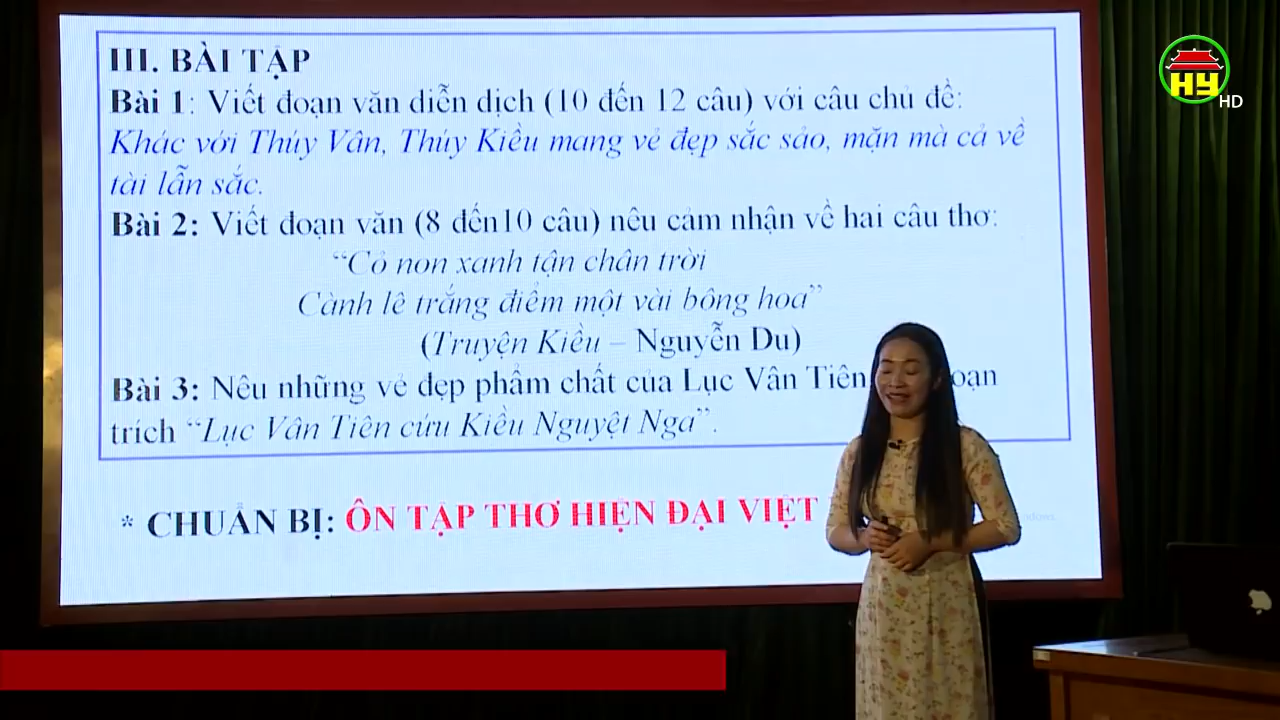 III. BÀI TẬP
Bài 1: Viết đoạn văn diễn dịch (10 đến 12 câu) với câu chủ đề:
Khác với Thúy Vân, Thúy Kiều mang vẻ đẹp sắc sảo, mặn mà cả về
tài lẫn sắc.
Bài 2: Viết đoạn văn (8 đến10 câu) nêu cảm nhận về hai câu thơ:
“Cỏ non xanh tận chân trời
Cành lê trắng điểm một vài bông hoa”
(Truyện Kiều – Nguyễn Du)
Bài 3: Nêu những vẻ đẹp phẩm chất của Lục Vân Tiên
trích “Lục Vân Tiên cứu Kiều Nguyệt Nga”.
* CHUẨN BỊ: ÔN TẬP THƠ HIỆN ĐẠI VIỆT
HY
HD